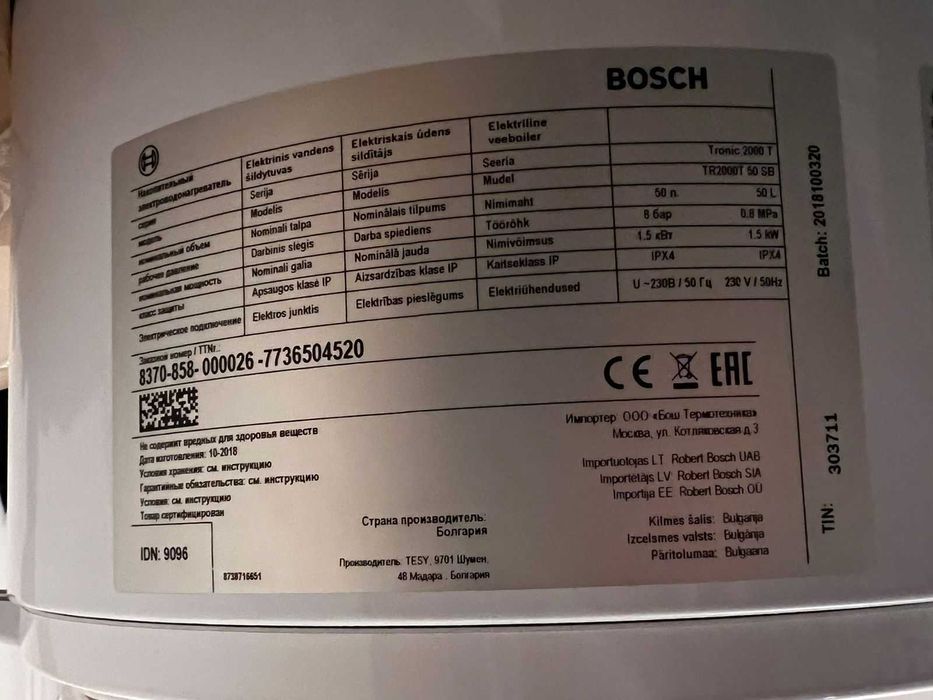 BOSCH
Накопительный электроводонагреватель Elektrinis vandens šildytuvas Elektriskais ūdens sildītājs Elektriline veeboiler
серия Serija Sērija Seeria Tronic 2000 T
модель Modelis Modelis Mudel TR2000T 50 SB
номинальный объем Nominali talpa Nominālais tilpums Nimimaht 50 л. 50 L
рабочее давление Darbinis slėgis Darba spiediens Töörõhk 8 бар 0.8 MPa
номинальная мощность Nominali galia Nominālā jauda Nimivõimsus 1.5 кВт 1.5 kW
класс защиты Apsaugos klasė IP Aizsardzības klase IP Kaitseklass IP IPX4 IPX4
Электрическое подключение Elektros junktis Elektrības pieslēgums Elektriühendused U ~230В / 50 Гц 230 V / 50Hz
Заказной номер / TTNr.:
8370-858- 000026 -7736504520
CE EAC
Не содержит вредных для здоровья веществ
Дата изготовления: 10-2018
Условия хранения: см. инструкцию
Гарантийные обязательства: см. инструкцию
Условия: см. инструкцию
Товар сертифицирован
IDN: 9096
8738716651
Страна производитель:
Болгария
Производитель: TESY, 9701 Шумен,
48 Мадара . Болгария
Импортер ООО «Бош Термотехника»
Москва, ул. Котляковская д 3
Importuotojas LT Robert Bosch UAB
Importētājs LV Robert Bosch SIA
Importija EE Robert Bosch OÜ
Kilmes šalis: Bulgarija
Izcelsmes valsts: Bulgārija
Päritolumaa: Bulgaaria
Batch: 2018100320
TIN: 303711